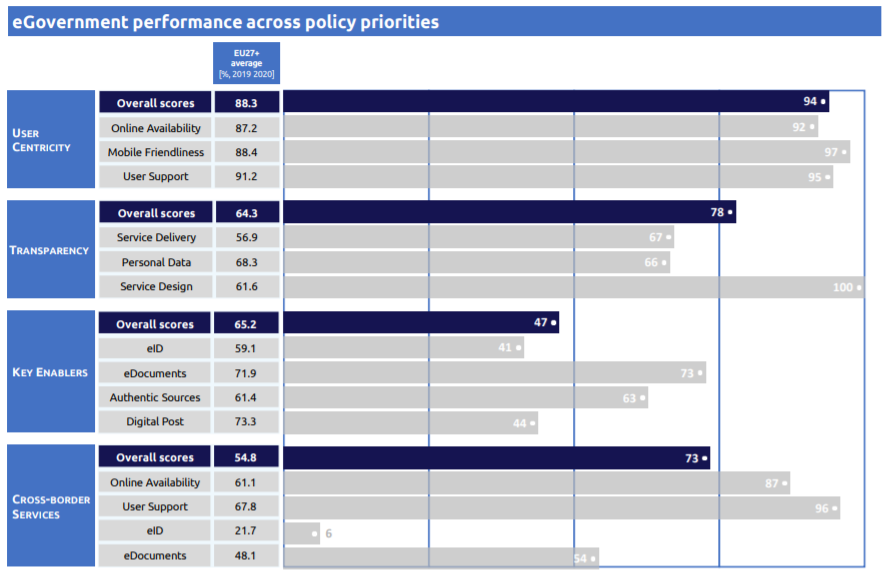 eGovernment performance across policy priorities
EU27+
average
[%, 2019 2020]
USER
CENTRICITY
Overall scores 88.3 94
Online Availability 87.2 92
Mobile Friendliness 88.4 97
User Support 91.2 95
TRANSPARENCY
Overall scores 64.3 78
Service Delivery 56.9 67
Personal Data 68.3 66
Service Design 61.6 100
KEY ENABLERS
Overall scores 65.2 47
eID 59.1 41
eDocuments 71.9 73
Authentic Sources 61.4 63
Digital Post 73.3 44
CROSS-BORDER
SERVICES
Overall scores 54.8 73
Online Availability 61.1 87
User Support 67.8 96
eID 21.7 6
eDocuments 48.1 54